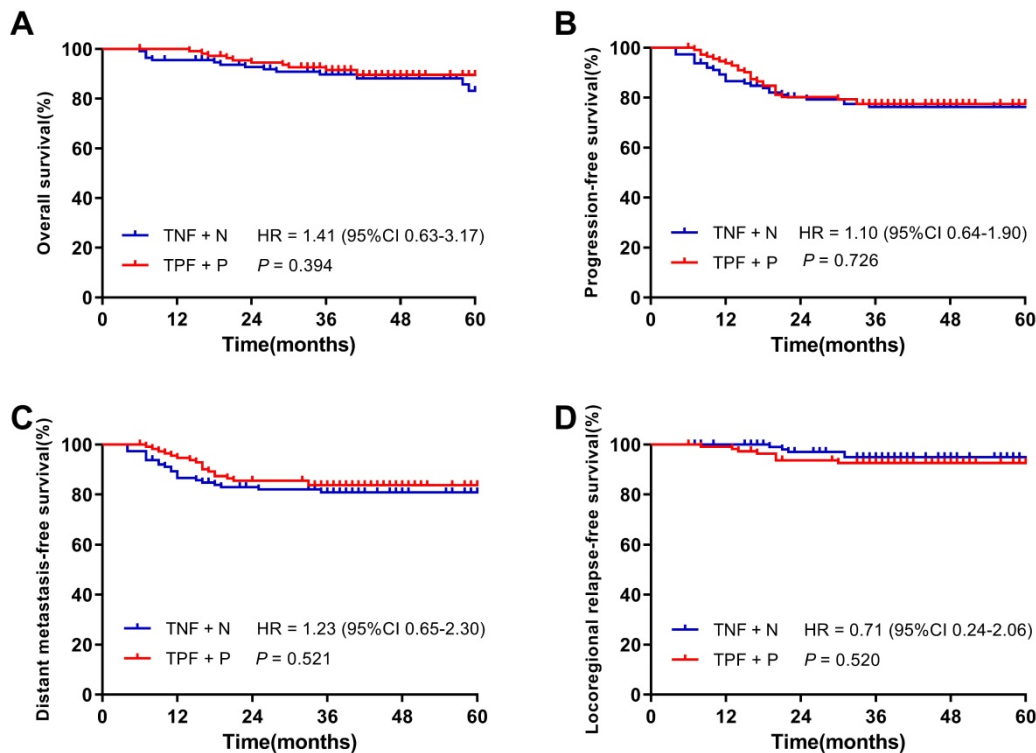 A
Overall survival(%)
100
80
60
40
20
0
TNF + N HR = 1.41 (95%CI 0.63-3.17)
TPF + P P = 0.394
0 12 24 36 48 60
Time(months)
B
Progression-free survival(%)
100
80
60
40
20
0
TNF + N HR = 1.10 (95%CI 0.64-1.90)
TPF + P P = 0.726
0 12 24 36 48 60
Time(months)
C
Distant metastasis-free survival(%)
100
80
60
40
20
0
TNF + N HR = 1.23 (95%CI 0.65-2.30)
TPF + P P = 0.521
0 12 24 36 48 60
Time(months)
D
Locoregional relapse-free survival(%)
100
80
60
40
20
0
TNF + N HR = 0.71 (95%CI 0.24-2.06)
TPF + P P = 0.520
0 12 24 36 48 60
Time(months)